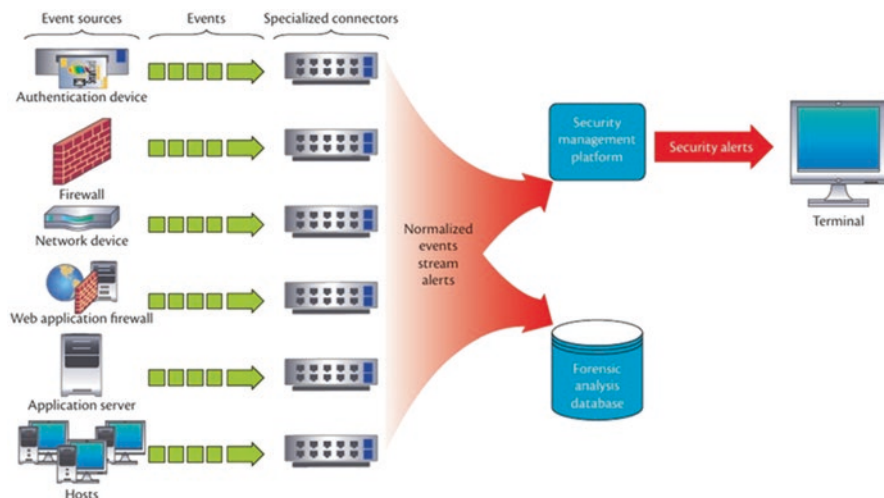 Event sources
Events
Specialized connectors
Authentication device
Firewall
Network device
Web application firewall
Application server
Hosts
Normalized
events
stream
alerts
Security
management
platform
Security alerts
Terminal
Forensic
analysis
database